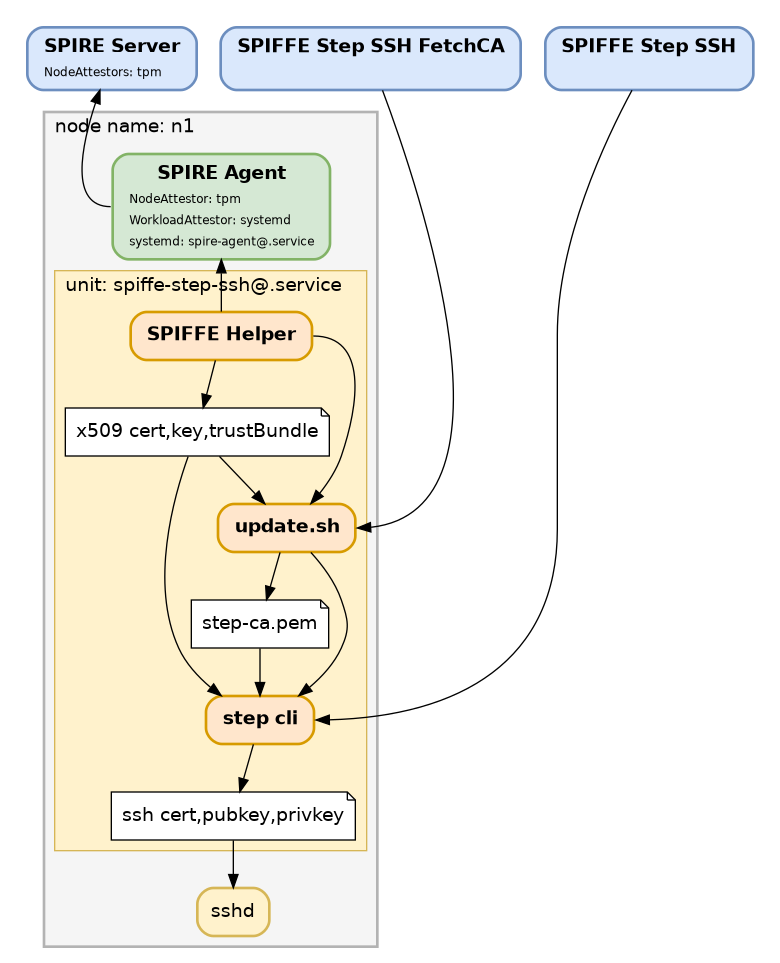 SPIRE Server
NodeAttestors: tpm
SPIFFE Step SSH FetchCA
SPIFFE Step SSH
node name: n1
SPIRE Agent
NodeAttestor: tpm
WorkloadAttestor: systemd
systemd: spire-agent@.service
unit: spiffe-step-ssh@.service
SPIFFE Helper
x509 cert,key,trustBundle
update.sh
step-ca.pem
step cli
ssh cert,pubkey,privkey
sshd